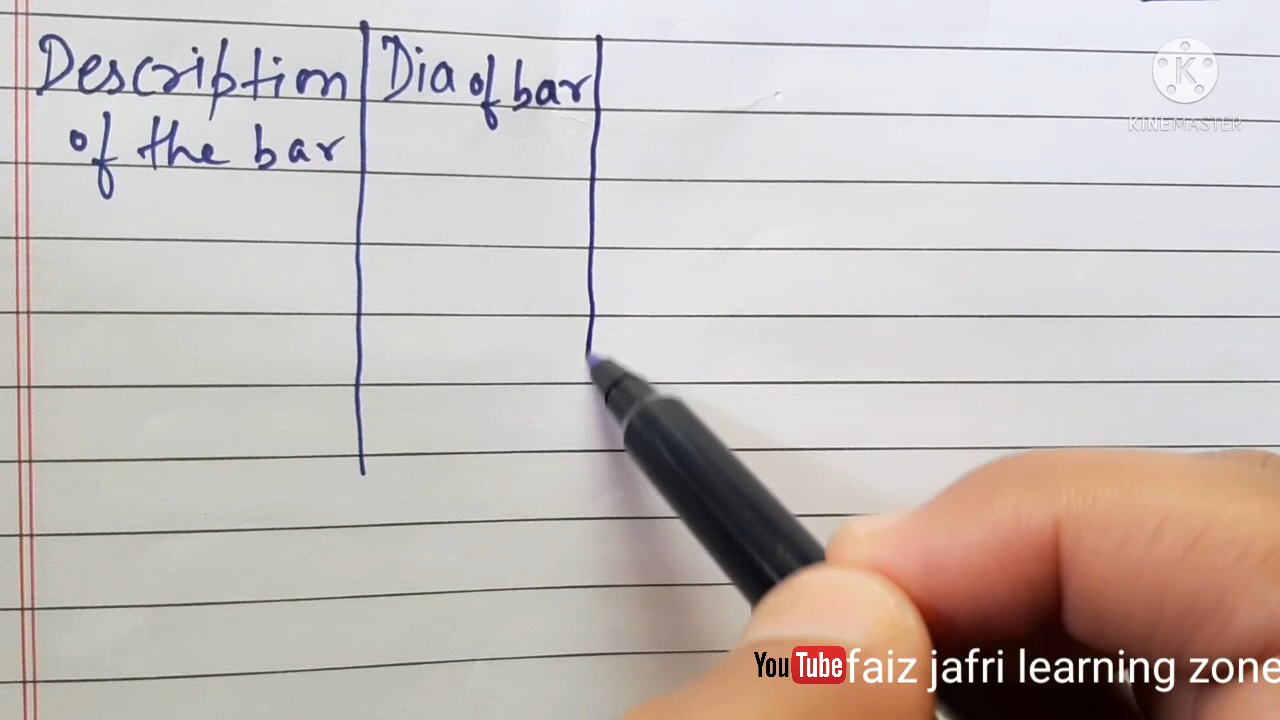 Description
of the bar
Dia of bar
KINEMASTER
YouTube faiz jafri learning zone